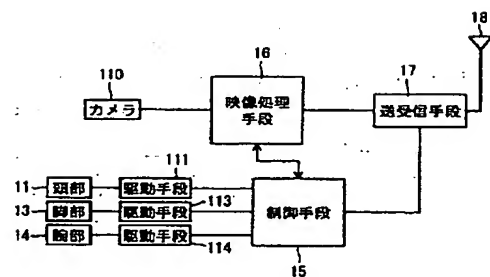 18
16
17
110
カメラ
映像処理
手段
送受信手段
111
11
頭部
駆動手段
113
13
脚部
駆動手段
制御手段
14
腕部
駆動手段
114
15